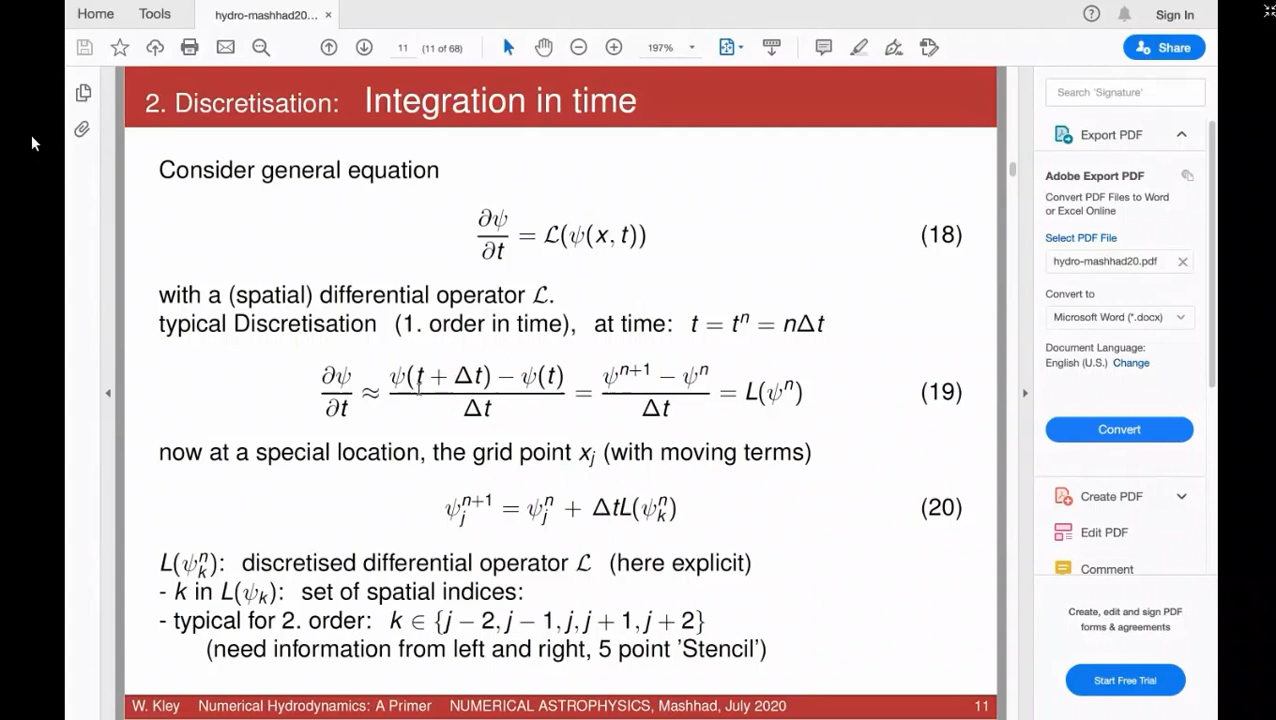 Home Tools hydro-mashhad20... × Sign In
11 (11 of 68) 197% Share
2. Discretisation: Integration in time
Consider general equation
∂ψ/∂t = ℒ(ψ(x, t)) (18)
with a (spatial) differential operator ℒ.
typical Discretisation (1. order in time), at time: t = tⁿ = nΔt
∂ψ/∂t ≈ (ψ(t + Δt) − ψ(t))/Δt = (ψⁿ⁺¹ − ψⁿ)/Δt = L(ψⁿ) (19)
now at a special location, the grid point x_j (with moving terms)
ψ_j^{n+1} = ψ_j^n + ΔtL(ψ_k^n) (20)
L(ψ_k^n): discretised differential operator ℒ (here explicit)
- k in L(ψ_k): set of spatial indices:
- typical for 2. order: k ∈ {j − 2, j − 1, j, j + 1, j + 2}
(need information from left and right, 5 point 'Stencil')
W. Kley Numerical Hydrodynamics: A Primer NUMERICAL ASTROPHYSICS, Mashhad, July 2020 11
Search 'Signature'
Export PDF
Adobe Export PDF
Convert PDF Files to Word
or Excel Online
Select PDF File
hydro-mashhad20.pdf ×
Convert to
Microsoft Word (*.docx)
Document Language:
English (U.S.) Change
Convert
Create PDF
Edit PDF
Comment
Create, edit and sign PDF
forms & agreements
Start Free Trial